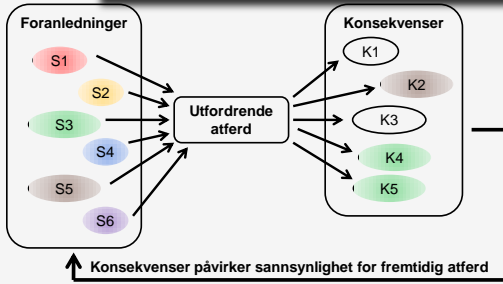 Foranledninger
Konsekvenser
S1
S2
S3
S4
S5
S6
Utfordrende
atferd
K1
K2
K3
K4
K5
Konsekvenser påvirker sannsynlighet for fremtidig atferd